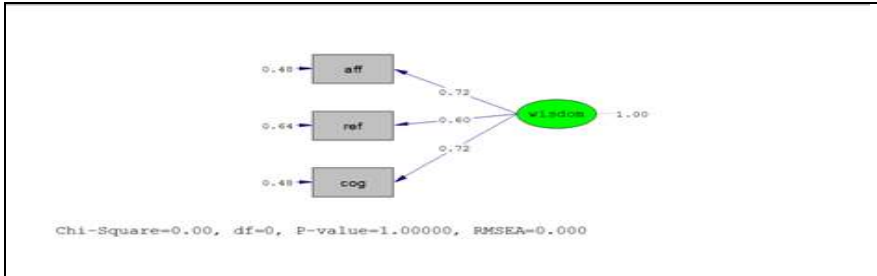 0.48 aff
0.72
0.64 ref 0.60 wisdom 1.00
0.72
0.48 cog
Chi-Square=0.00, df=0, P-value=1.00000, RMSEA=0.000